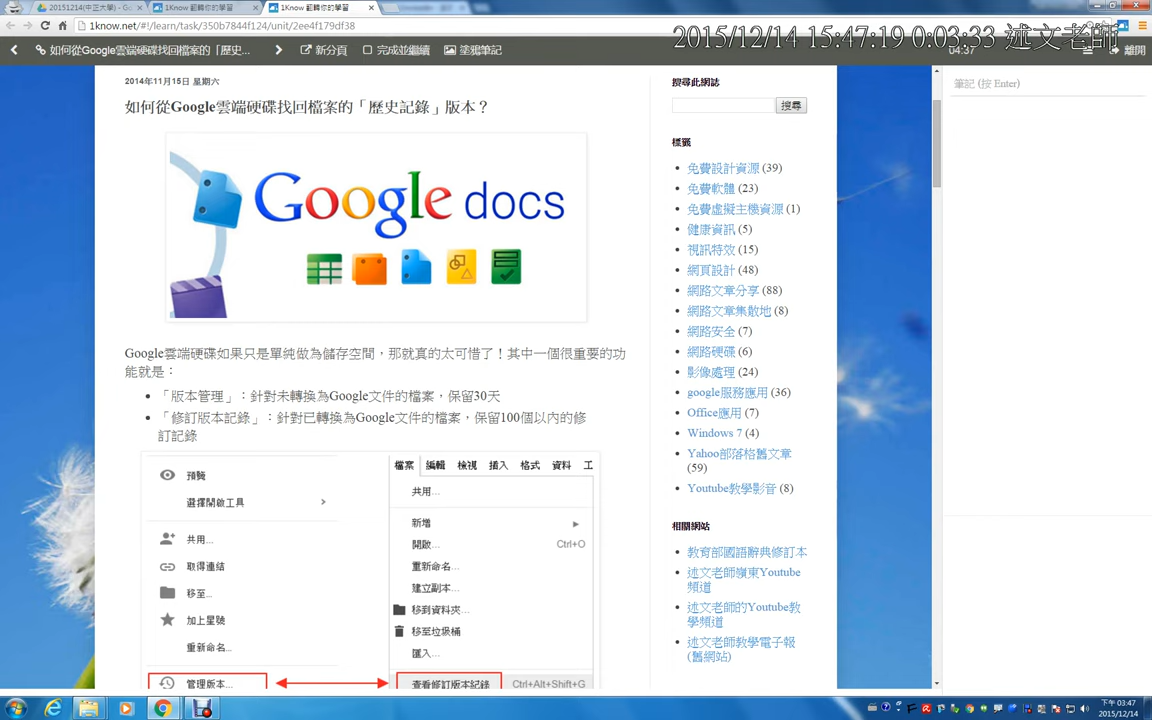 20151214(中正大學) - Go
1Know 翻轉你的學習
1Know 翻轉你的學習
1know.net/#!/learn/task/350b7844f124/unit/2ee4f179df38
如何從Google雲端硬碟找回檔案的「歷史...
新分頁
完成並繼續
塗鴉筆記
04:37
離開
2015/12/14 15:47:19 0:03:33 述文老師
2014年11月15日 星期六
如何從Google雲端硬碟找回檔案的「歷史記錄」版本？
Google docs
Google雲端硬碟如果只是單純做為儲存空間，那就真的太可惜了！其中一個很重要的功
能就是：
「版本管理」：針對未轉換為Google文件的檔案，保留30天
「修訂版本記錄」：針對已轉換為Google文件的檔案，保留100個以內的修
訂記錄
預覽
選擇開啟工具
共用...
取得連結
移至...
加上星號
重新命名...
管理版本...
檔案 編輯 檢視 插入 格式 資料 工
共用...
新增
開啟... Ctrl+O
重新命名...
建立副本...
移到資料夾...
移至垃圾桶
匯入...
查看修訂版本紀錄 Ctrl+Alt+Shift+G
搜尋此網誌
搜尋
標籤
免費設計資源 (39)
免費軟體 (23)
免費虛擬主機資源 (1)
健康資訊 (5)
視訊特效 (15)
網頁設計 (48)
網路文章分享 (88)
網路文章集散地 (8)
網路安全 (7)
網路硬碟 (6)
影像處理 (24)
google服務應用 (36)
Office應用 (7)
Windows 7 (4)
Yahoo部落格舊文章
(59)
Youtube教學影音 (8)
相關網站
教育部國語辭典修訂本
述文老師嶺東Youtube
頻道
述文老師的Youtube教
學頻道
述文老師教學電子報
(舊網站)
筆記 (按 Enter)
下午 03:47
2015/12/14